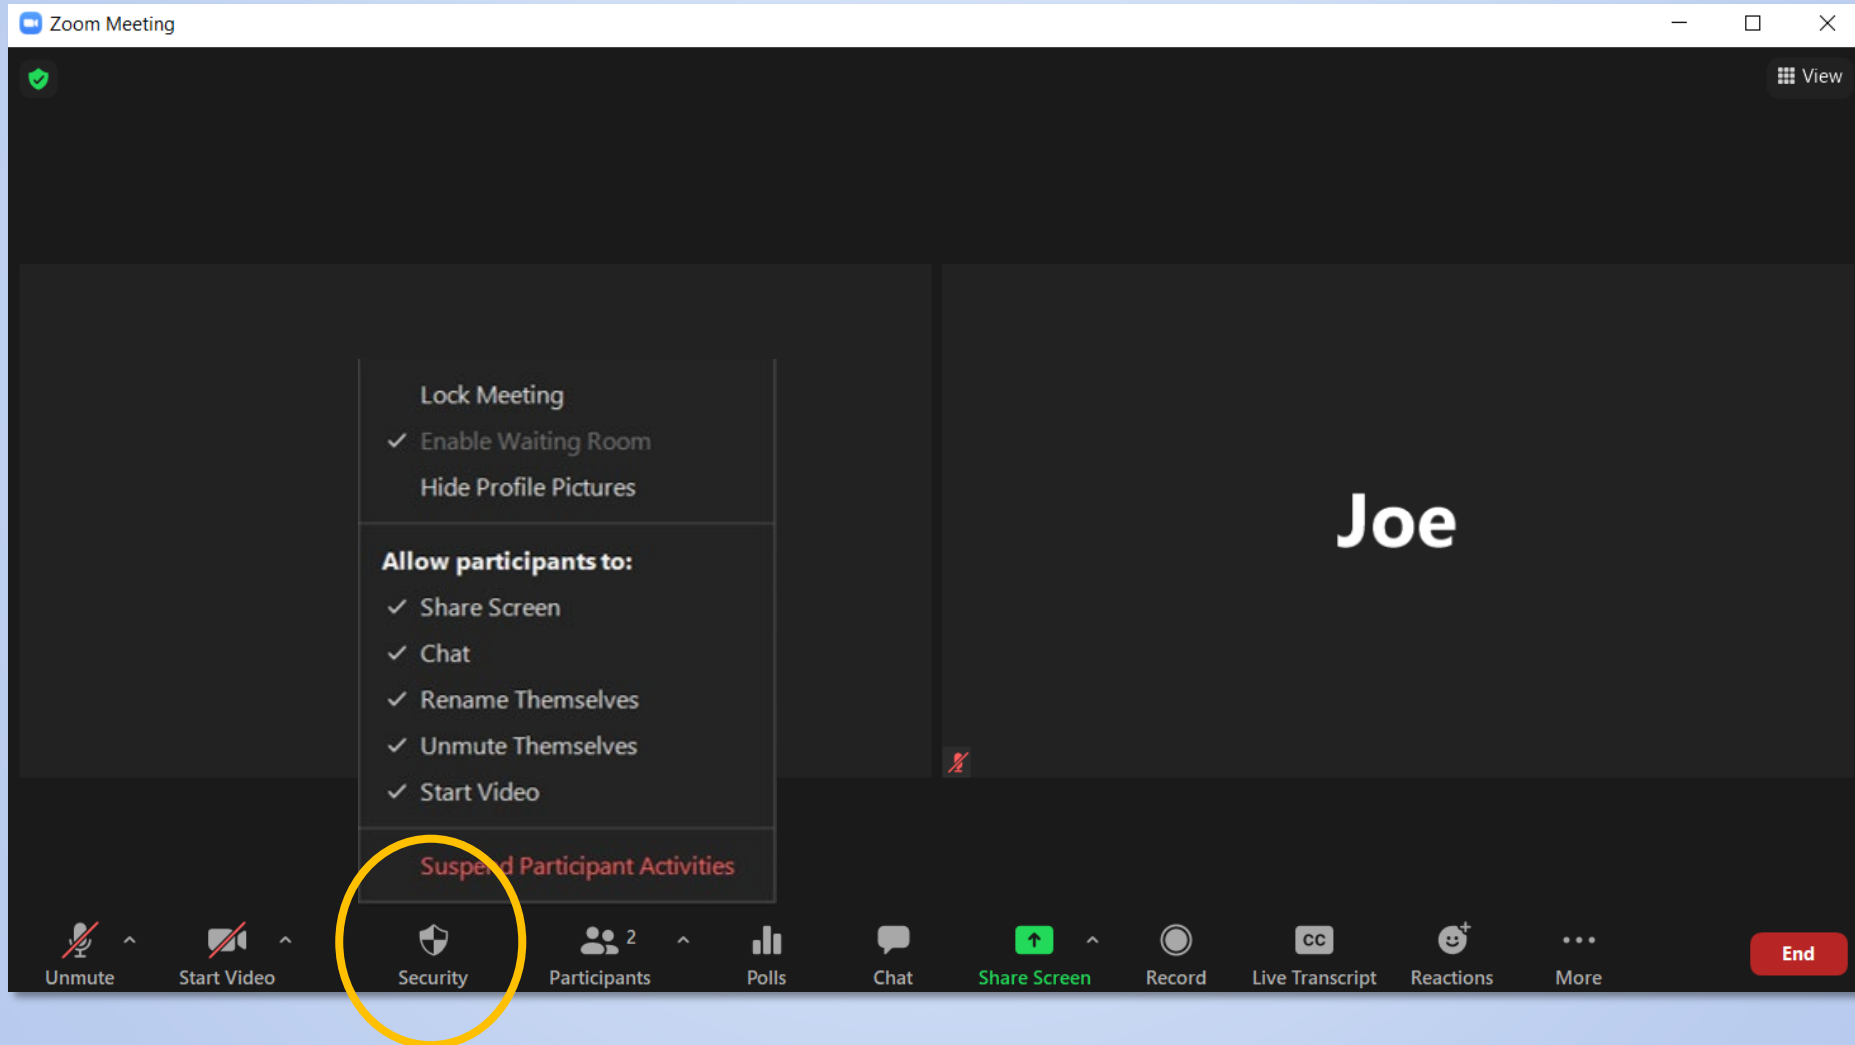 Zoom Meeting
View
Lock Meeting
Enable Waiting Room
Hide Profile Pictures
Allow participants to:
Share Screen
Chat
Rename Themselves
Unmute Themselves
Start Video
Suspend Participant Activities
Joe
2
CC
Unmute Start Video Security Participants Polls Chat Share Screen Record Live Transcript Reactions More End